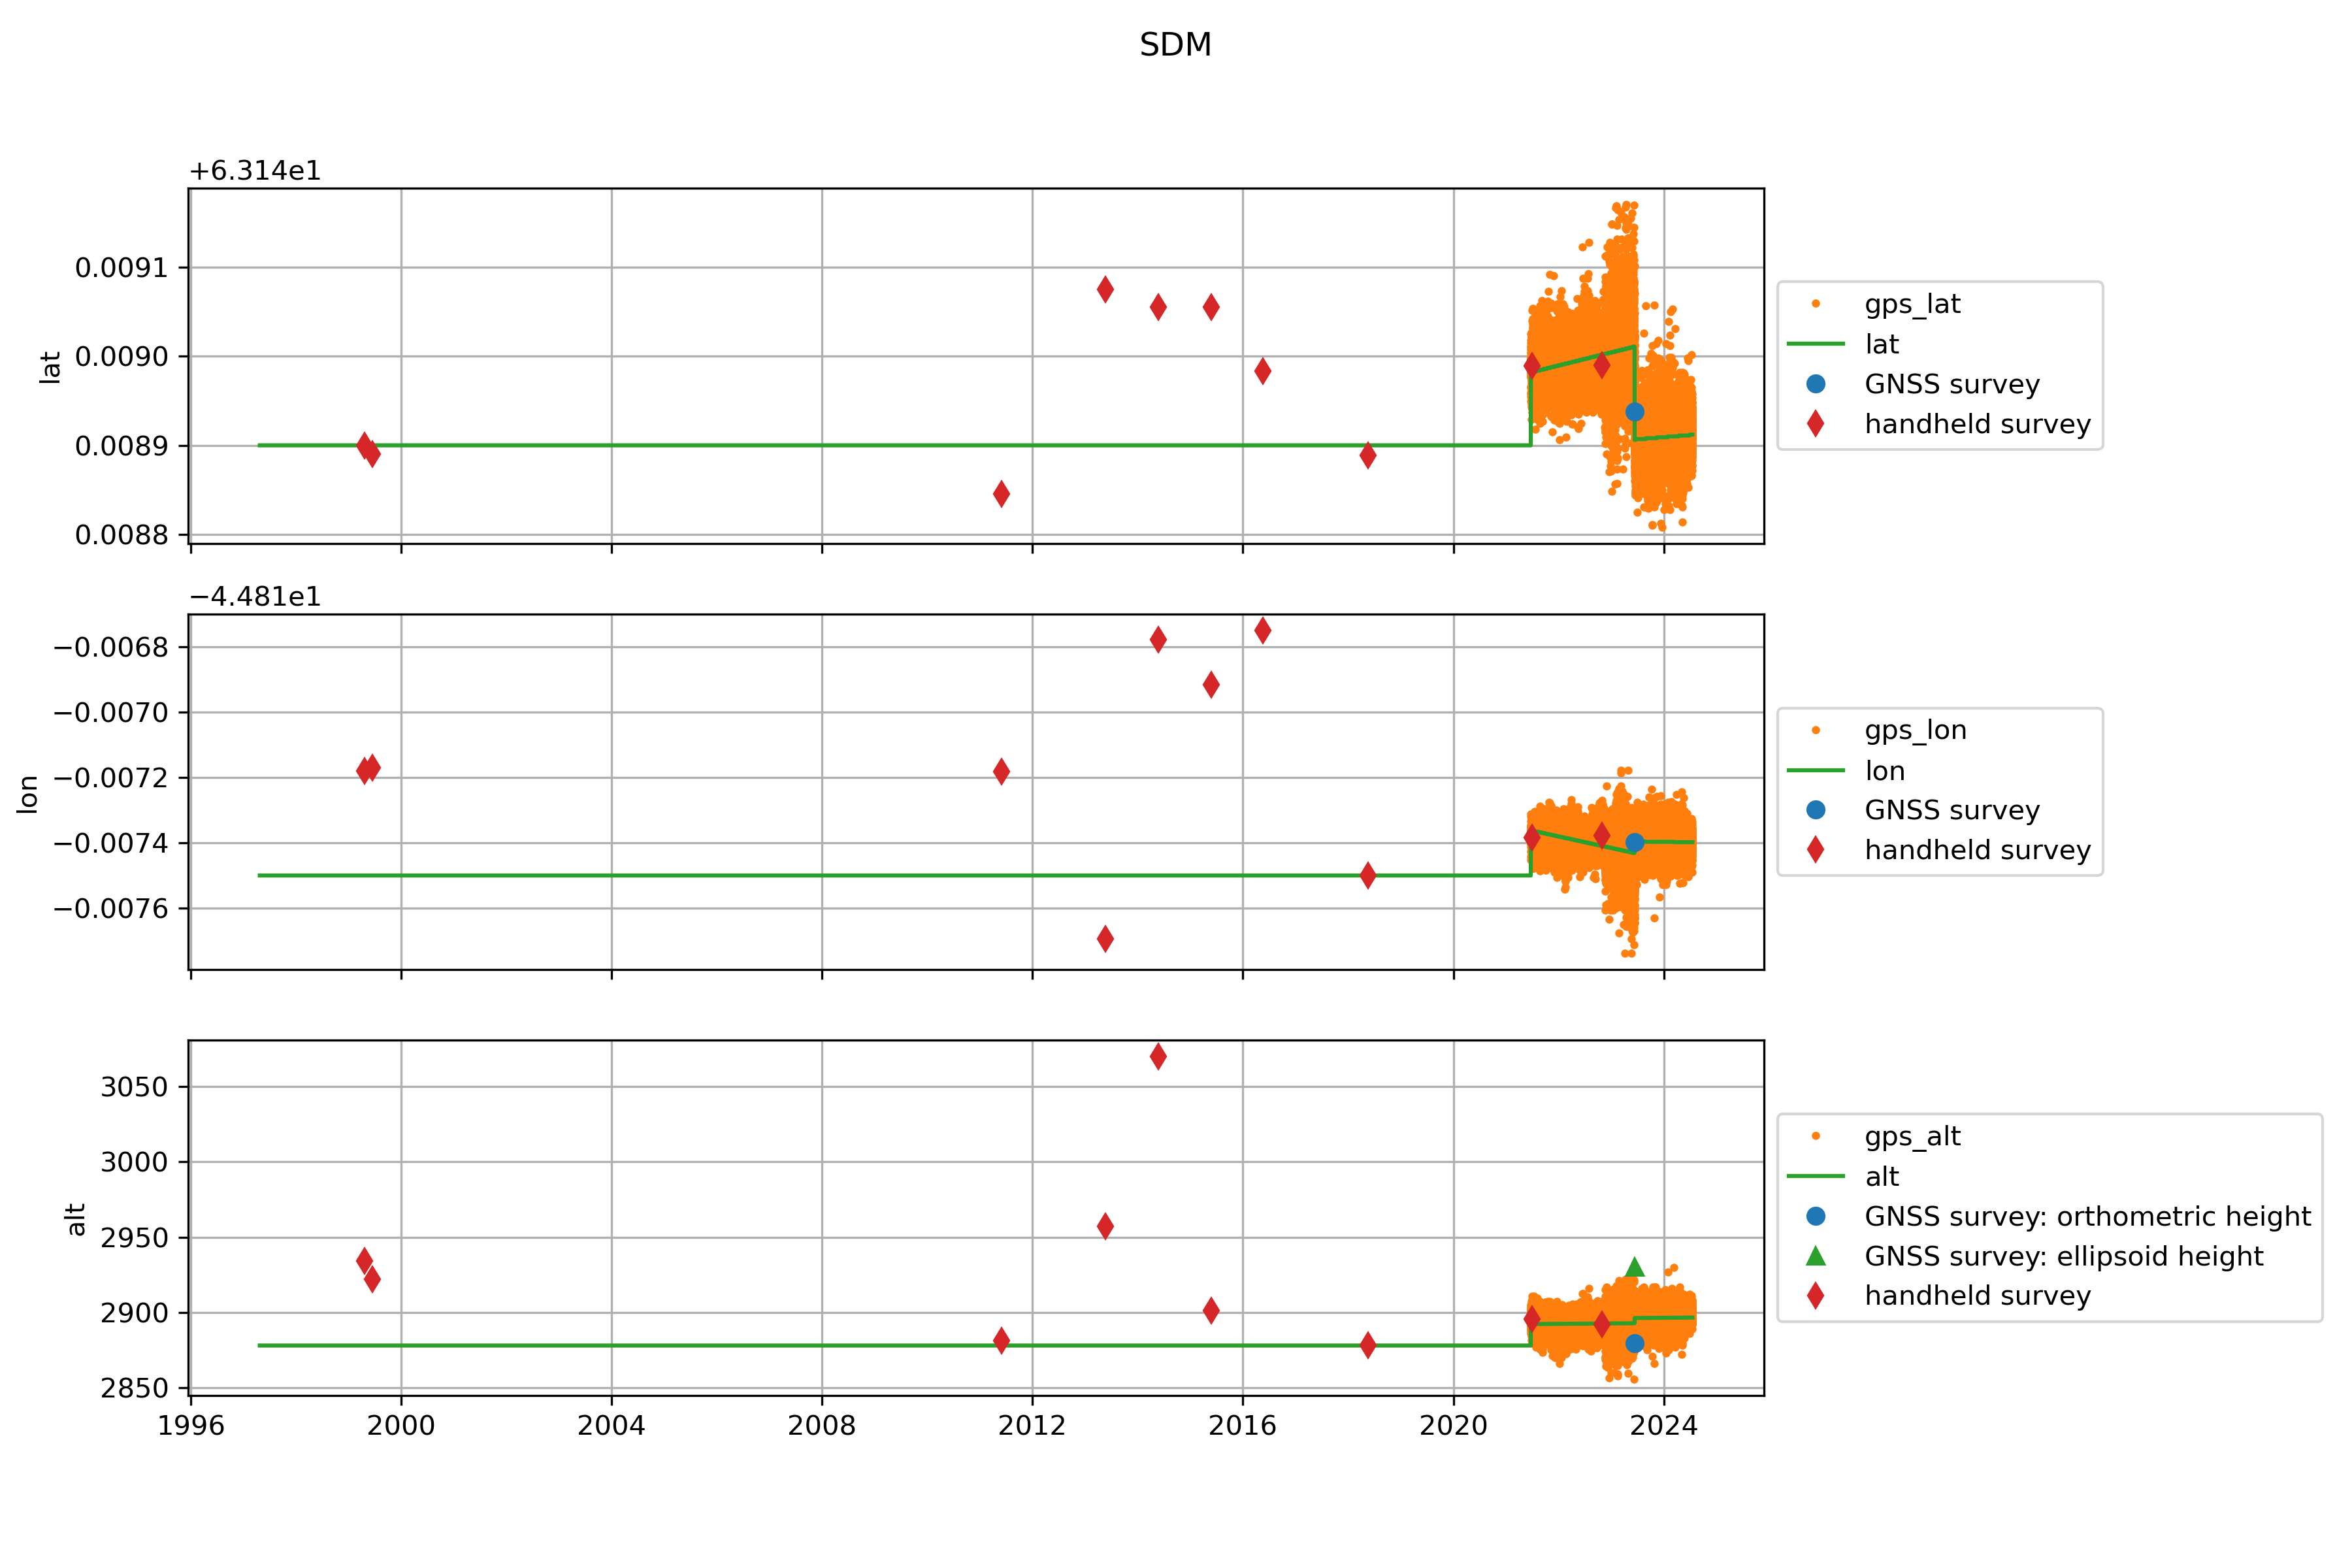 SDM
+6.314e1
lat
0.0091
0.0090
0.0089
0.0088
gps_lat
lat
GNSS survey
handheld survey
−4.481e1
lon
−0.0068
−0.0070
−0.0072
−0.0074
−0.0076
gps_lon
lon
GNSS survey
handheld survey
alt
3050
3000
2950
2900
2850
gps_alt
alt
GNSS survey: orthometric height
GNSS survey: ellipsoid height
handheld survey
1996 2000 2004 2008 2012 2016 2020 2024